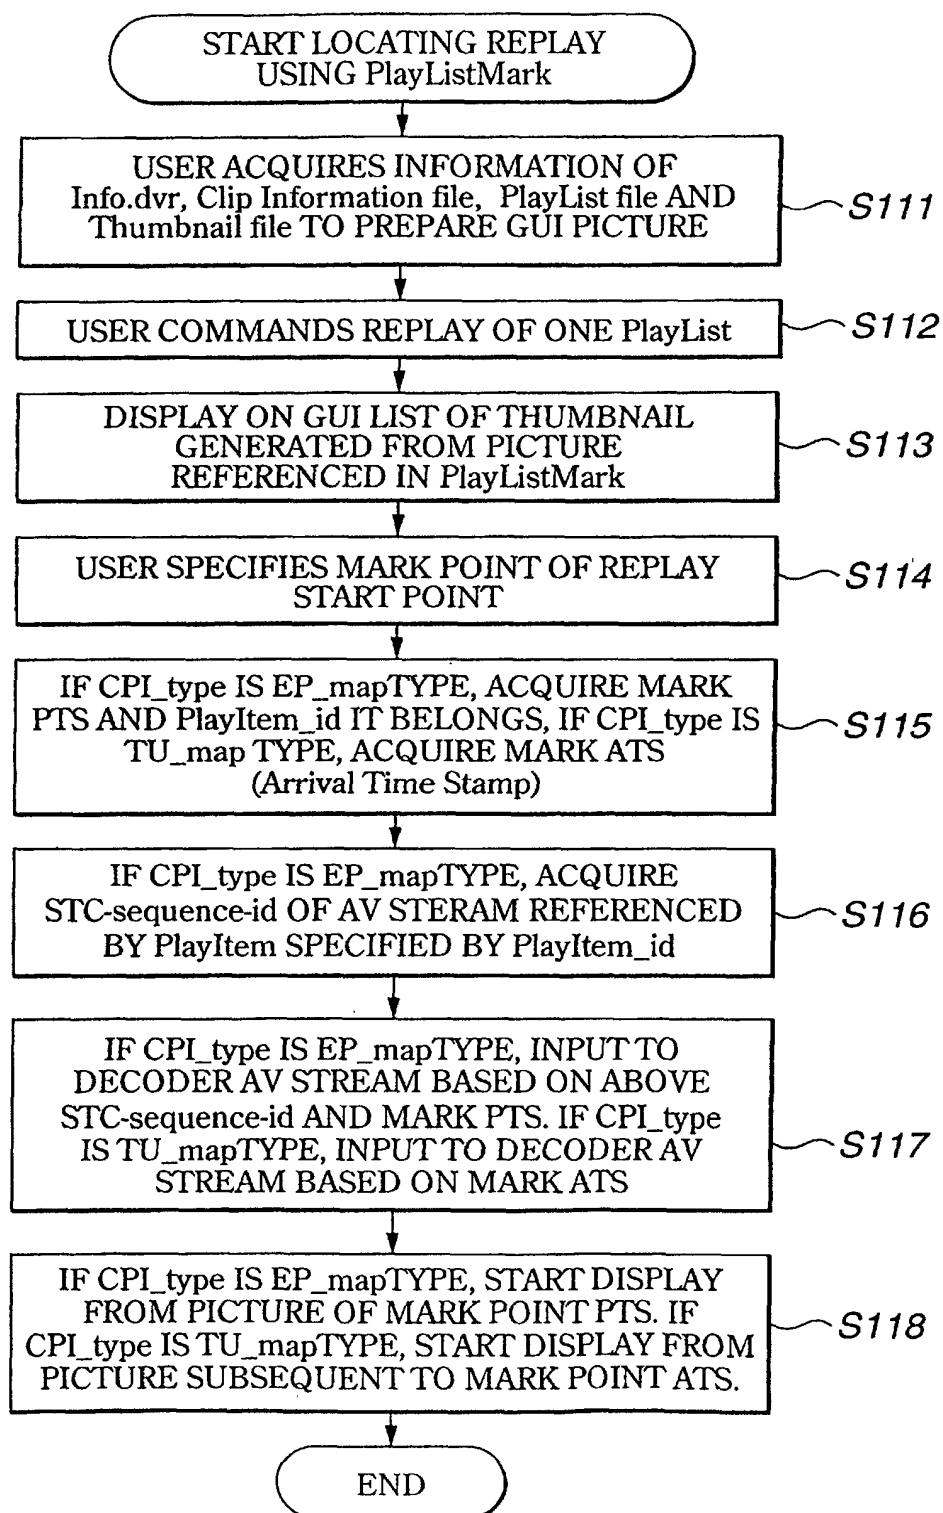 START LOCATING REPLAY
USING PlayListMark
USER ACQUIRES INFORMATION OF
Info.dvr, Clip Information file, PlayList file AND
Thumbnail file TO PREPARE GUI PICTURE
S111
USER COMMANDS REPLAY OF ONE PlayList
S112
DISPLAY ON GUI LIST OF THUMBNAIL
GENERATED FROM PICTURE
REFERENCED IN PlayListMark
S113
USER SPECIFIES MARK POINT OF REPLAY
START POINT
S114
IF CPI_type IS EP_mapTYPE, ACQUIRE MARK
PTS AND PlayItem_id IT BELONGS, IF CPI_type IS
TU_map TYPE, ACQUIRE MARK ATS
(Arrival Time Stamp)
S115
IF CPI_type IS EP_mapTYPE, ACQUIRE
STC-sequence-id OF AV STERAM REFERENCED
BY PlayItem SPECIFIED BY PlayItem_id
S116
IF CPI_type IS EP_mapTYPE, INPUT TO
DECODER AV STREAM BASED ON ABOVE
STC-sequence-id AND MARK PTS. IF CPI_type
IS TU_mapTYPE, INPUT TO DECODER AV
STREAM BASED ON MARK ATS
S117
IF CPI_type IS EP_mapTYPE, START DISPLAY
FROM PICTURE OF MARK POINT PTS. IF
CPI_type IS TU_mapTYPE, START DISPLAY FROM
PICTURE SUBSEQUENT TO MARK POINT ATS.
S118
END